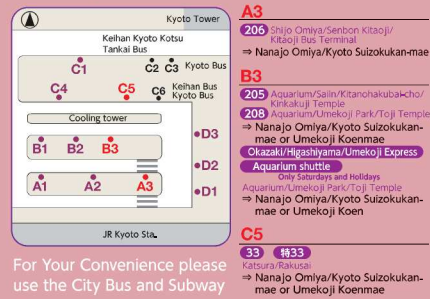 Kyoto Tower
Keihan Kyoto Kotsu
Tankai Bus
C1
C2 C3 Kyoto Bus
C4
C5
C6
Keihan Bus
Kyoto Bus
Cooling tower
B1 B2 B3
D3
D2
A1 A2 A3
D1
JR Kyoto Sta.
For Your Convenience please
use the City Bus and Subway
A3
206 Shijo Omiya/Senbon Kitaoji/
Kitaoji Bus Terminal
⇒ Nanajo Omiya/Kyoto Suizokukan-mae
B3
205 Aquarium/Saiin/Kitanohakubai-cho/
Kinkakuji Temple
208 Aquarium/Umekoji Park/Toji Temple
⇒ Nanajo Omiya/Kyoto Suizokukan-
mae or Umekoji Koenmae
Okazaki/Higashiyama/Umekoji Express
Aquarium shuttle
Only Saturdays and Holidays
Aquarium/Umekoji Park/Toji Temple
⇒ Nanajo Omiya/Kyoto Suizokukan-
mae or Umekoji Koen
C5
33 特33
Katsura/Rakusai
⇒ Nanajo Omiya/Kyoto Suizokukan-
mae or Umekoji Koenmae